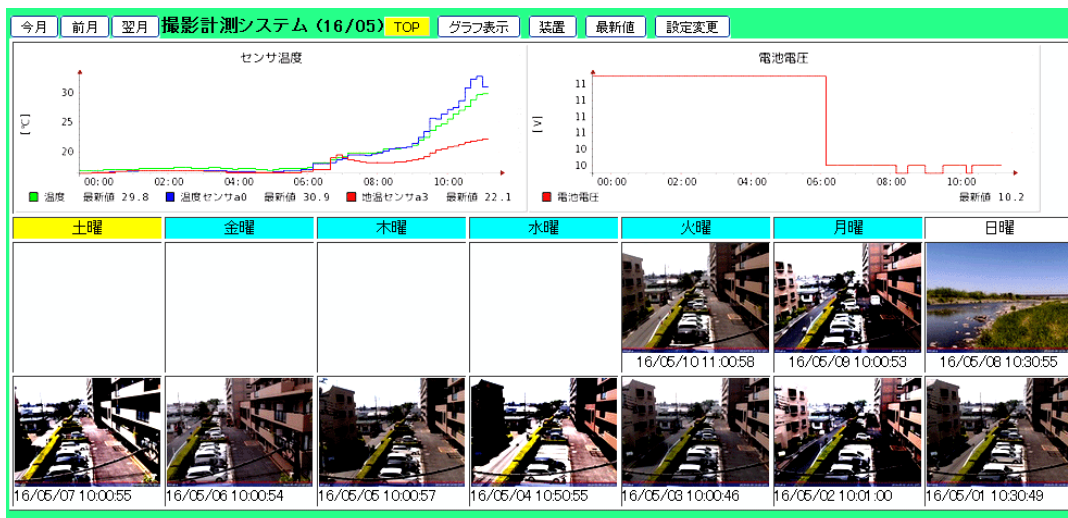 今月 前月 翌月 撮影計測システム (16/05) TOP グラフ表示 装置 最新値 設定変更
センサ温度
[℃]
30
25
20
00:00 02:00 04:00 06:00 08:00 10:00
温度 最新値 29.8 温度センサa0 最新値 30.9 地温センサa3 最新値 22.1
電池電圧
[V]
11
11
11
11
10
10
00:00 02:00 04:00 06:00 08:00 10:00
電池電圧 最新値 10.2
土曜 金曜 木曜 水曜 火曜 月曜 日曜
16/05/10 11:00:58 16/05/09 10:00:53 16/05/08 10:30:55
16/05/07 10:00:55 16/05/06 10:00:54 16/05/05 10:00:57 16/05/04 10:50:55 16/05/03 10:00:46 16/05/02 10:01:00 16/05/01 10:30:49